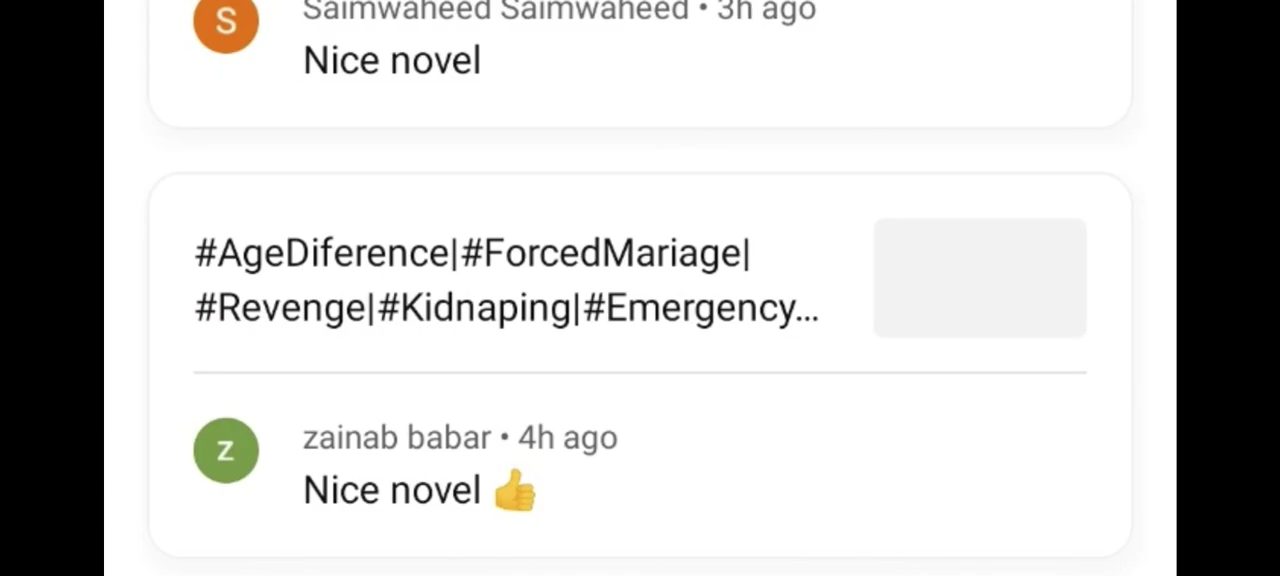 S
Saimwaheed Saimwaheed • 3h ago
Nice novel
#AgeDiference|#ForcedMariage|
#Revenge|#Kidnaping|#Emergency...
z
zainab babar • 4h ago
Nice novel 👍